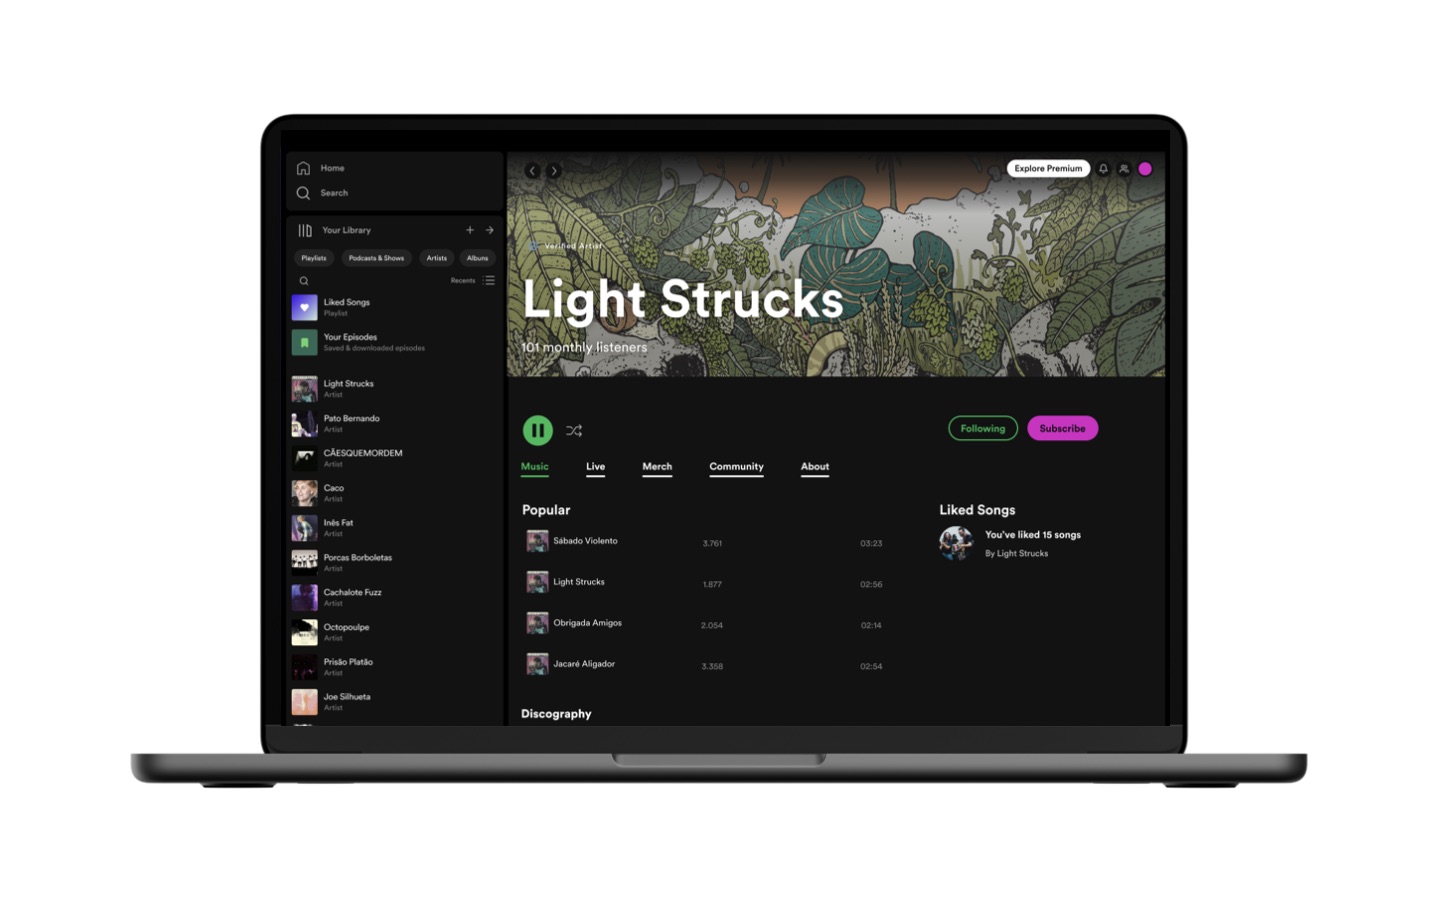 Home
Search
Your Library
Playlists Podcasts & Shows Artists Albuns
Recents
Liked Songs
Playlist
Your Episodes
Saved & downloaded episodes
Light Strucks
Artist
Pato Bernando
Artist
CÃESQUEMORDEM
Artist
Caco
Artist
Inês Fat
Artist
Porcas Borboletas
Artist
Cachalote Fuzz
Artist
Octopoulpe
Artist
Prisão Platão
Artist
Joe Silhueta
Artist
Explore Premium
Verified Artist
Light Strucks
101 monthly listeners
Following Subscribe
Music Live Merch Community About
Popular
Sábado Violento 3.761 03:23
Light Strucks 1.877 02:56
Obrigada Amigos 2.054 02:14
Jacaré Aligador 3.358 02:54
Liked Songs
You've liked 15 songs
By Light Strucks
Discography